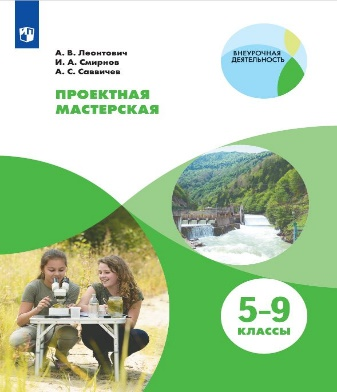 А. В. Леонтович
И. А. Смирнов
А. С. Саввичев
ВНЕУРОЧНАЯ
ДЕЯТЕЛЬНОСТЬ
ПРОЕКТНАЯ
МАСТЕРСКАЯ
5–9
КЛАССЫ